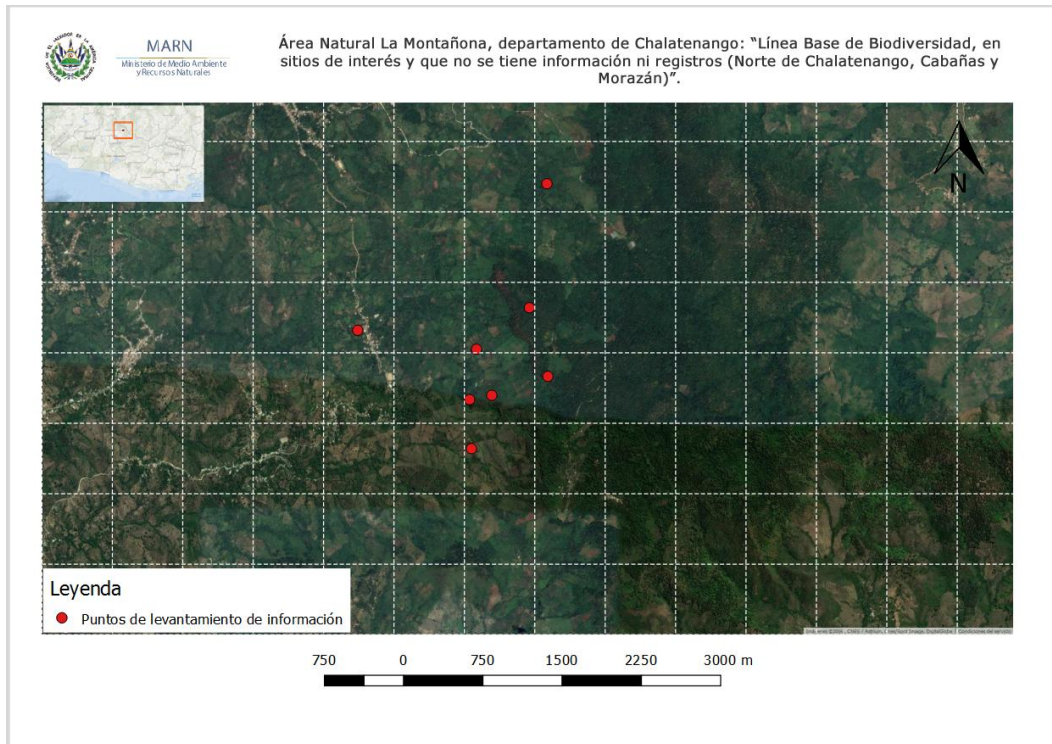 MARN
Ministerio de Medio Ambiente
y Recursos Naturales
Área Natural La Montañona, departamento de Chalatenango: “Línea Base de Biodiversidad, en
sitios de interés y que no se tiene información ni registros (Norte de Chalatenango, Cabañas y
Morazán)”.
N
Leyenda
Puntos de levantamiento de información
750 0 750 1500 2250 3000 m